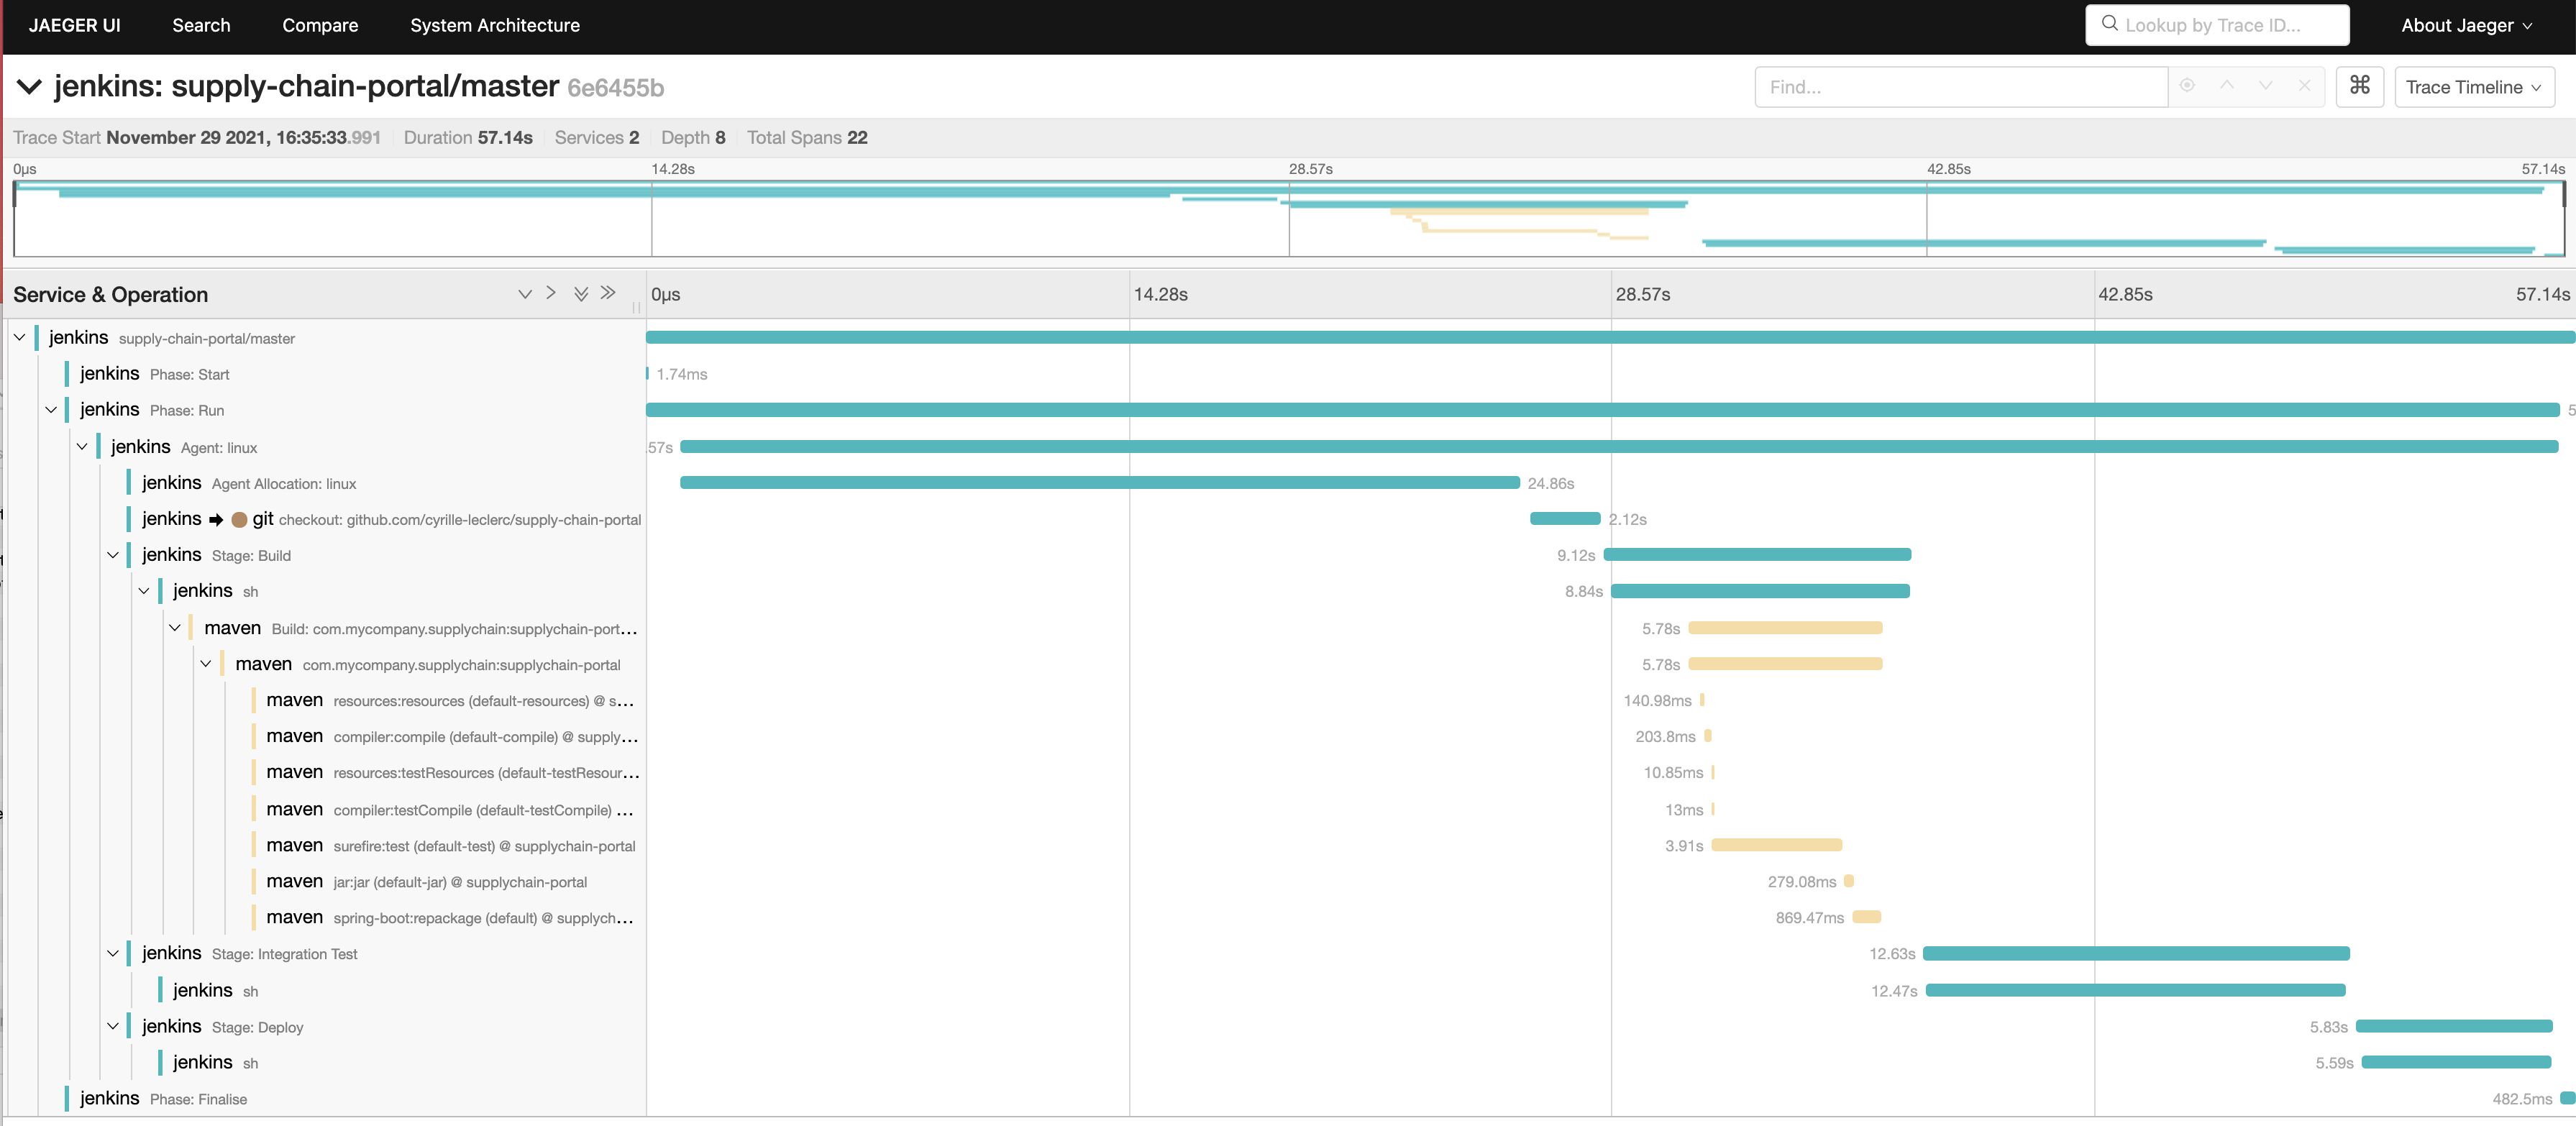 JAEGER UI Search Compare System Architecture Lookup by Trace ID... About Jaeger
jenkins: supply-chain-portal/master 6e6455b Find... ⌘ Trace Timeline
Trace Start November 29 2021, 16:35:33.991 Duration 57.14s Services 2 Depth 8 Total Spans 22
0μs 14.28s 28.57s 42.85s 57.14s
Service & Operation 0μs 14.28s 28.57s 42.85s 57.14s
jenkins supply-chain-portal/master
jenkins Phase: Start 1.74ms
jenkins Phase: Run 5
jenkins Agent: linux .57s
jenkins Agent Allocation: linux 24.86s
jenkins git checkout: github.com/cyrille-leclerc/supply-chain-portal 2.12s
jenkins Stage: Build 9.12s
jenkins sh 8.84s
maven Build: com.mycompany.supplychain:supplychain-port... 5.78s
maven com.mycompany.supplychain:supplychain-portal 5.78s
maven resources:resources (default-resources) @ s... 140.98ms
maven compiler:compile (default-compile) @ supply... 203.8ms
maven resources:testResources (default-testResour... 10.85ms
maven compiler:testCompile (default-testCompile) ... 13ms
maven surefire:test (default-test) @ supplychain-portal 3.91s
maven jar:jar (default-jar) @ supplychain-portal 279.08ms
maven spring-boot:repackage (default) @ supplych... 869.47ms
jenkins Stage: Integration Test 12.63s
jenkins sh 12.47s
jenkins Stage: Deploy 5.83s
jenkins sh 5.59s
jenkins Phase: Finalise 482.5ms